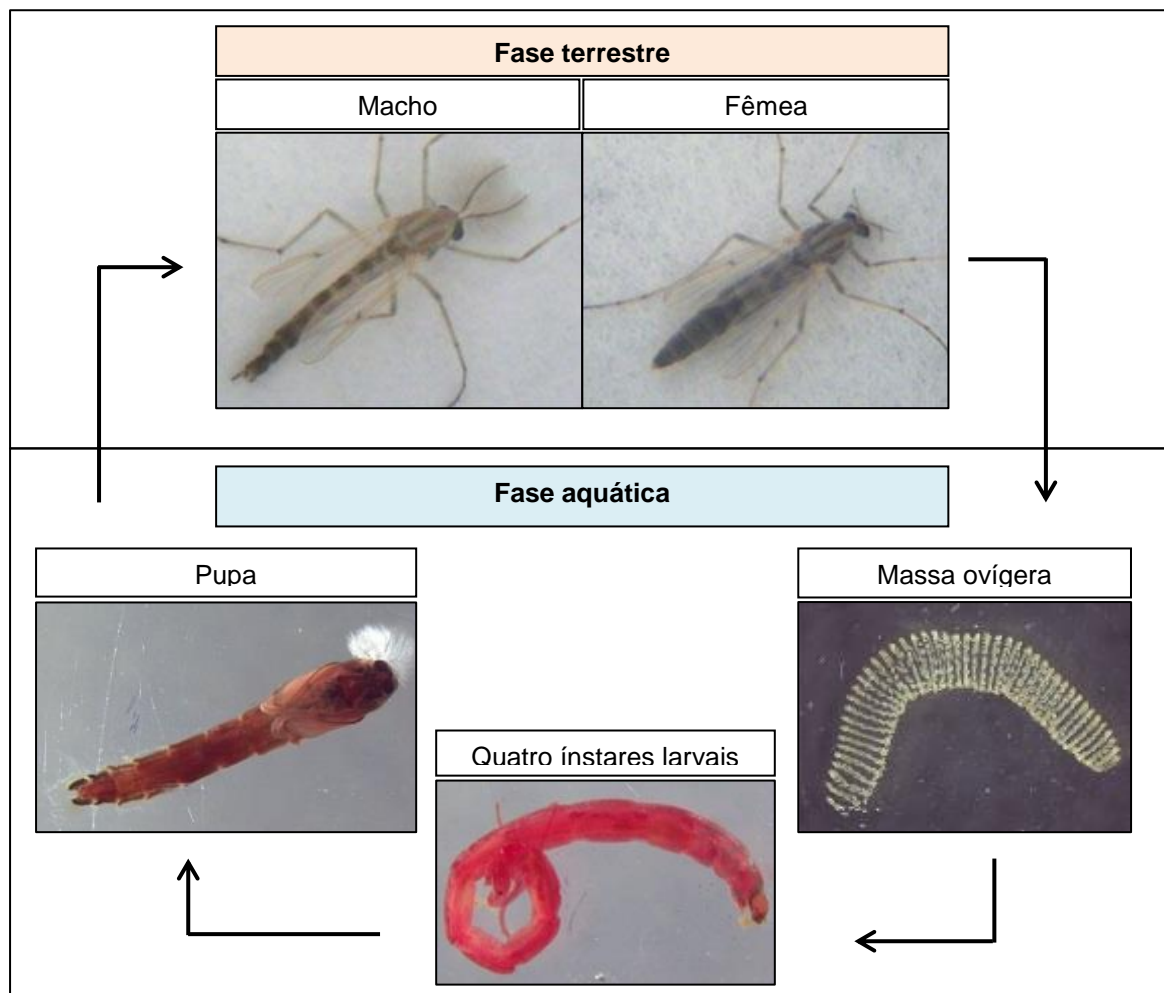 Fase terrestre
Macho
Fêmea
Fase aquática
Pupa
Massa ovígera
Quatro ínstares larvais